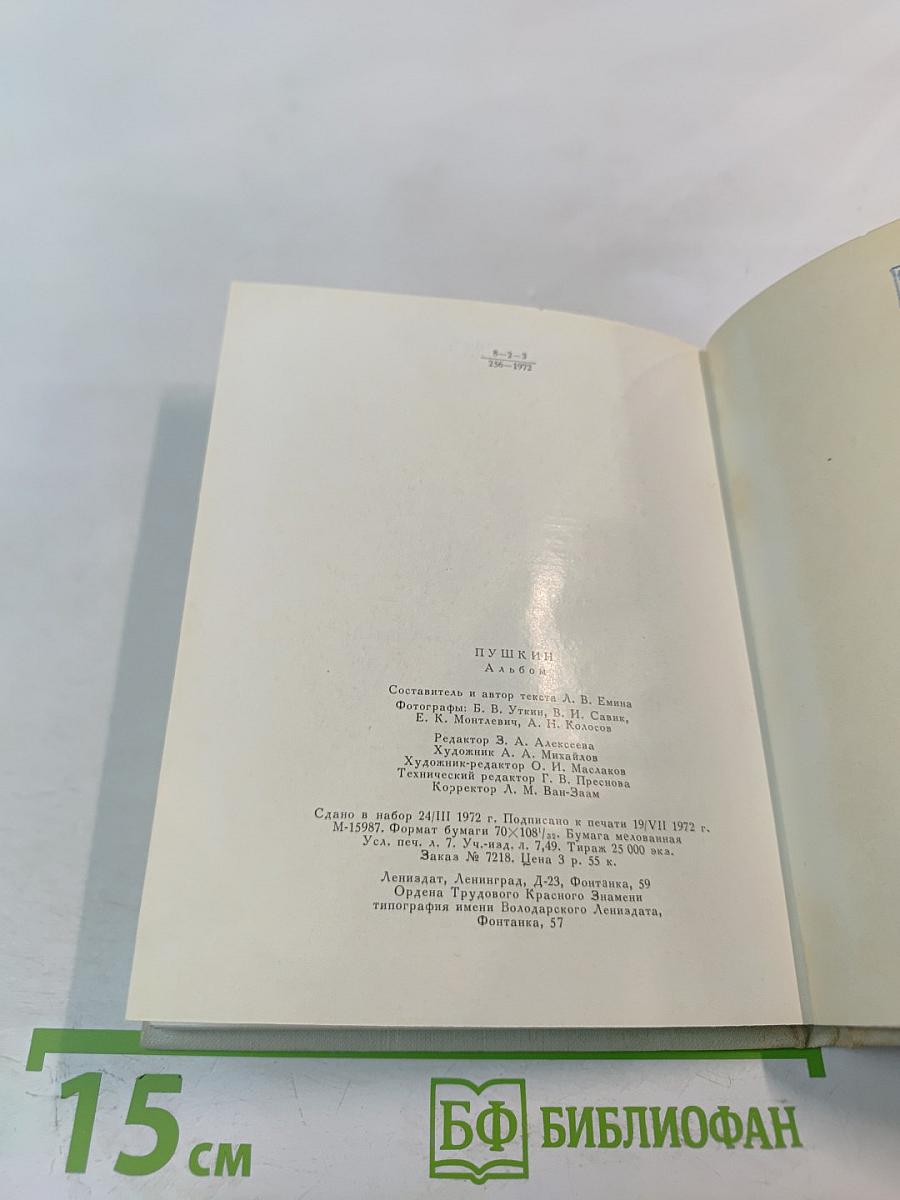 8—2—3
236—1972
ПУШКИН
Альбом
Составитель и автор текста Л. В. Емина
Фотографы: Б. В. Уткин, В. И. Савик,
Е. К. Монтлевич, А. Н. Колосов
Редактор З. А. Алексеева
Художник А. А. Михайлов
Художник-редактор О. И. Маслаков
Технический редактор Г. В. Преснова
Корректор Л. М. Ван-Заам
Сдано в набор 24/III 1972 г. Подписано к печати 19/VII 1972 г.
М-15987. Формат бумаги 70×108¹/₃₂. Бумага мелованная
Усл. печ. л. 7. Уч.-изд. л. 7,49. Тираж 25 000 экз.
Заказ № 7218. Цена 3 р. 55 к.
Лениздат, Ленинград, Д-23, Фонтанка, 59
Ордена Трудового Красного Знамени
типография имени Володарского Лениздата,
Фонтанка, 57
15 см
БФ БИБЛИОФАН